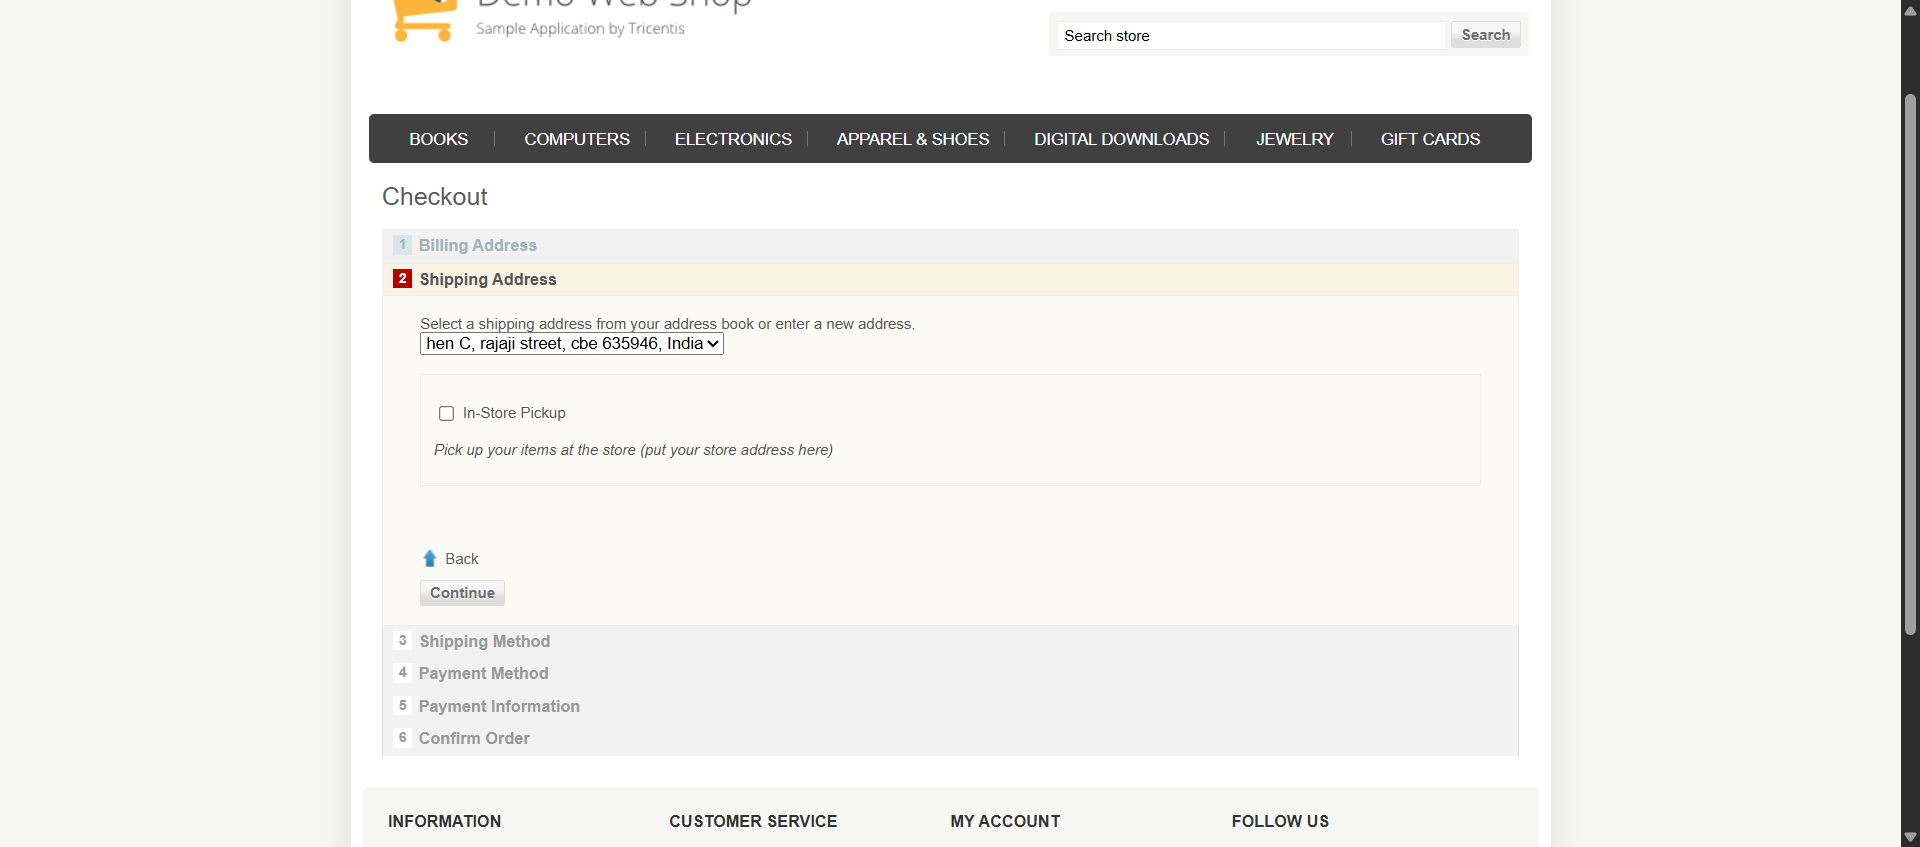 Demo Web Shop
Sample Application by Tricentis
Search store
Search
BOOKS
COMPUTERS
ELECTRONICS
APPAREL & SHOES
DIGITAL DOWNLOADS
JEWELRY
GIFT CARDS
Checkout
1 Billing Address
2 Shipping Address
Select a shipping address from your address book or enter a new address.
hen C, rajaji street, cbe 635946, India
In-Store Pickup
Pick up your items at the store (put your store address here)
Back
Continue
3 Shipping Method
4 Payment Method
5 Payment Information
6 Confirm Order
INFORMATION
CUSTOMER SERVICE
MY ACCOUNT
FOLLOW US